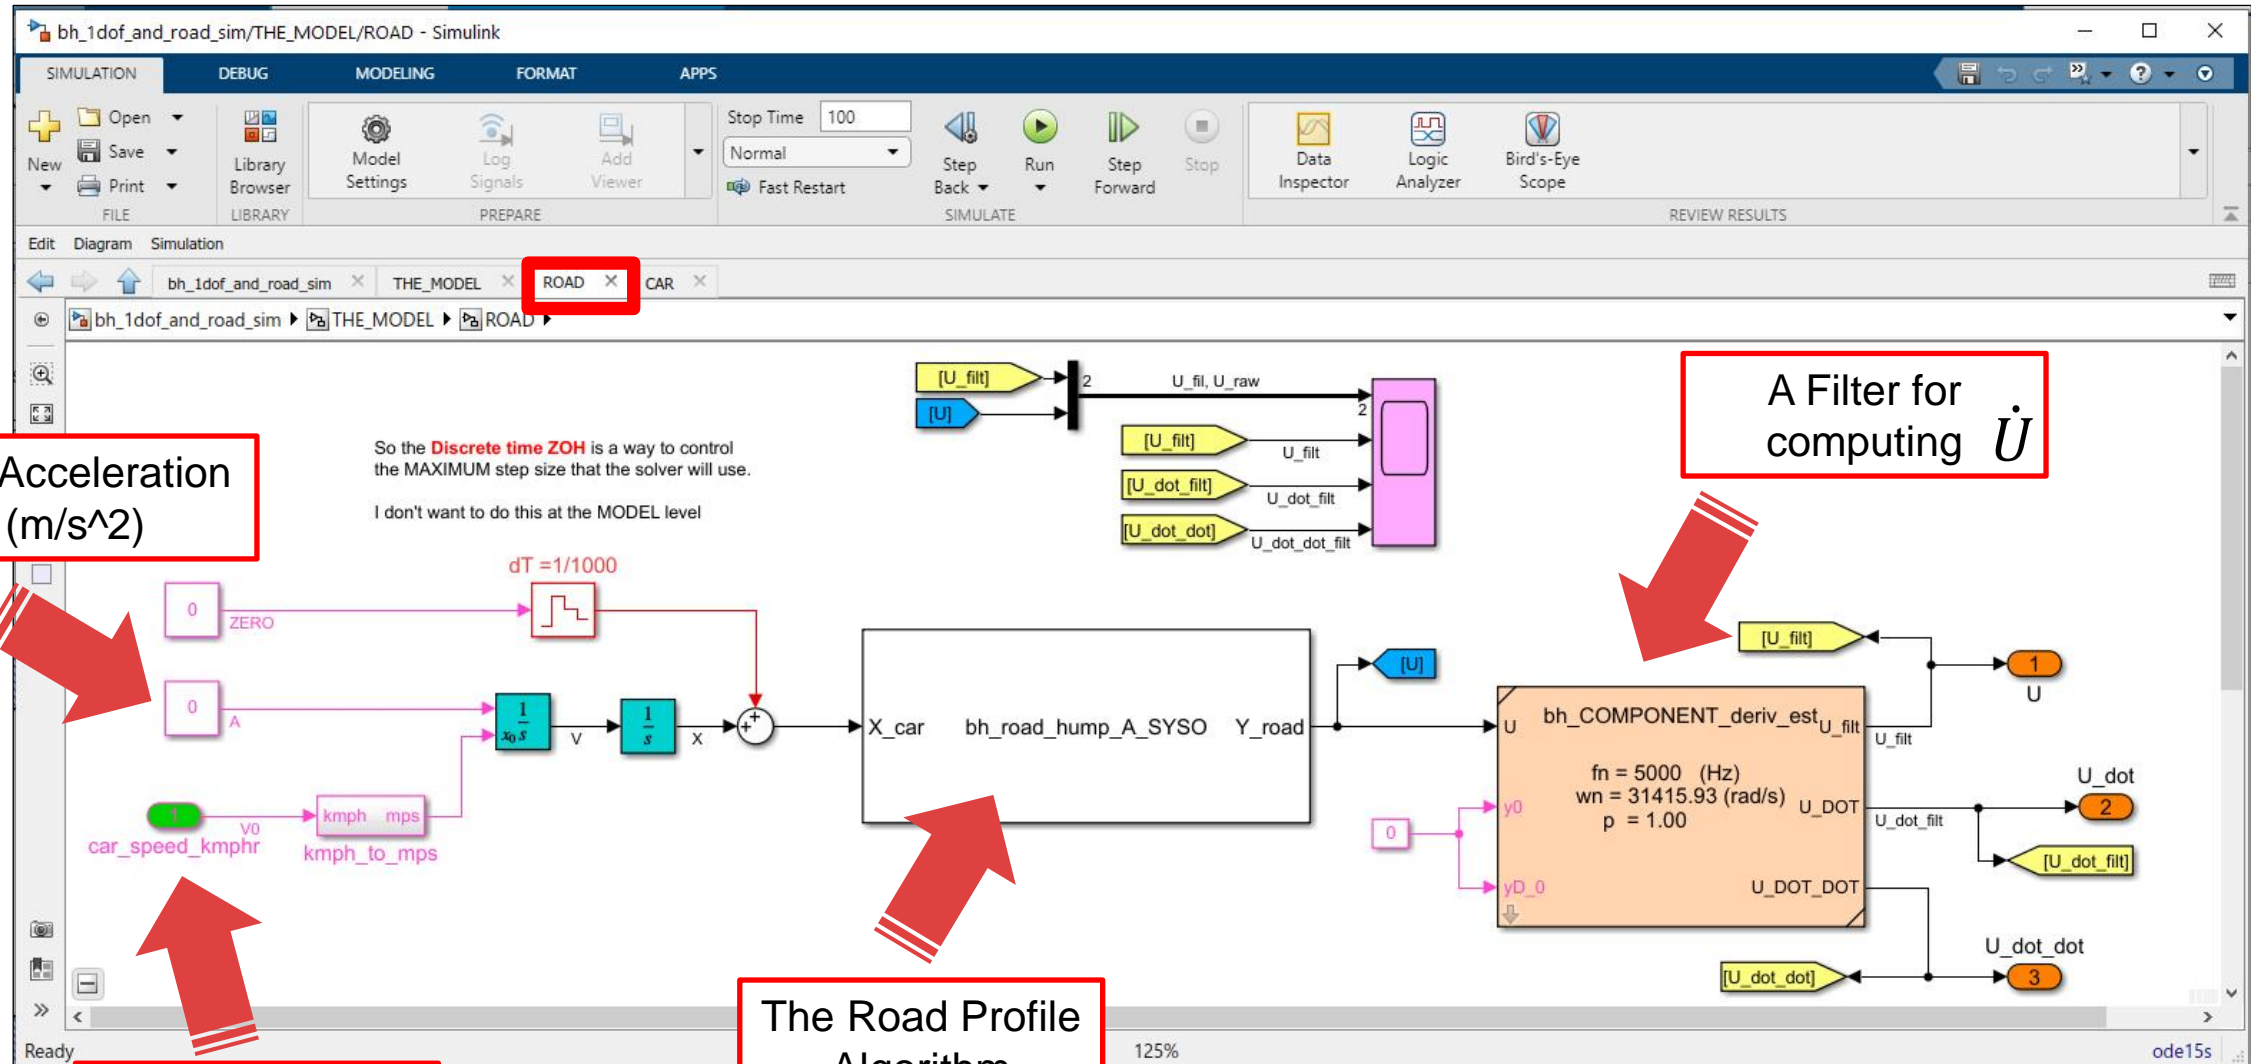 bh_1dof_and_road_sim/THE_MODEL/ROAD - Simulink
SIMULATION DEBUG MODELING FORMAT APPS
New
Open
Save
Print
FILE
Library
Browser
LIBRARY
Model
Settings
Log
Signals
Add
Viewer
PREPARE
Stop Time 100
Normal
Fast Restart
Step
Back
Run
Step
Forward
Stop
SIMULATE
Data
Inspector
Logic
Analyzer
Bird's-Eye
Scope
REVIEW RESULTS
Edit Diagram Simulation
bh_1dof_and_road_sim THE_MODEL ROAD CAR
bh_1dof_and_road_sim THE_MODEL ROAD
Acceleration
(m/s^2)
So the Discrete time ZOH is a way to control
the MAXIMUM step size that the solver will use.
I don't want to do this at the MODEL level
[U_filt]
[U]
2
U_fil, U_raw
2
[U_filt]
U_filt
[U_dot_filt]
U_dot_filt
[U_dot_dot]
U_dot_dot_filt
A Filter for
computing U̇
dT =1/1000
0
ZERO
0
A
1
car_speed_kmphr
V0
kmph mps
kmph_to_mps
1
x₀ s
V
1
s
X
++
X_car bh_road_hump_A_SYSO Y_road
[U]
0
U bh_COMPONENT_deriv_est U_filt
fn = 5000 (Hz)
wn = 31415.93 (rad/s)
p = 1.00
y0
yD_0
U_DOT
U_DOT_DOT
[U_filt]
U_filt
1
U
U_dot
2
U_dot_filt
[U_dot_filt]
U_dot_dot
3
[U_dot_dot]
The Road Profile
Algorithm
Ready 125% ode15s